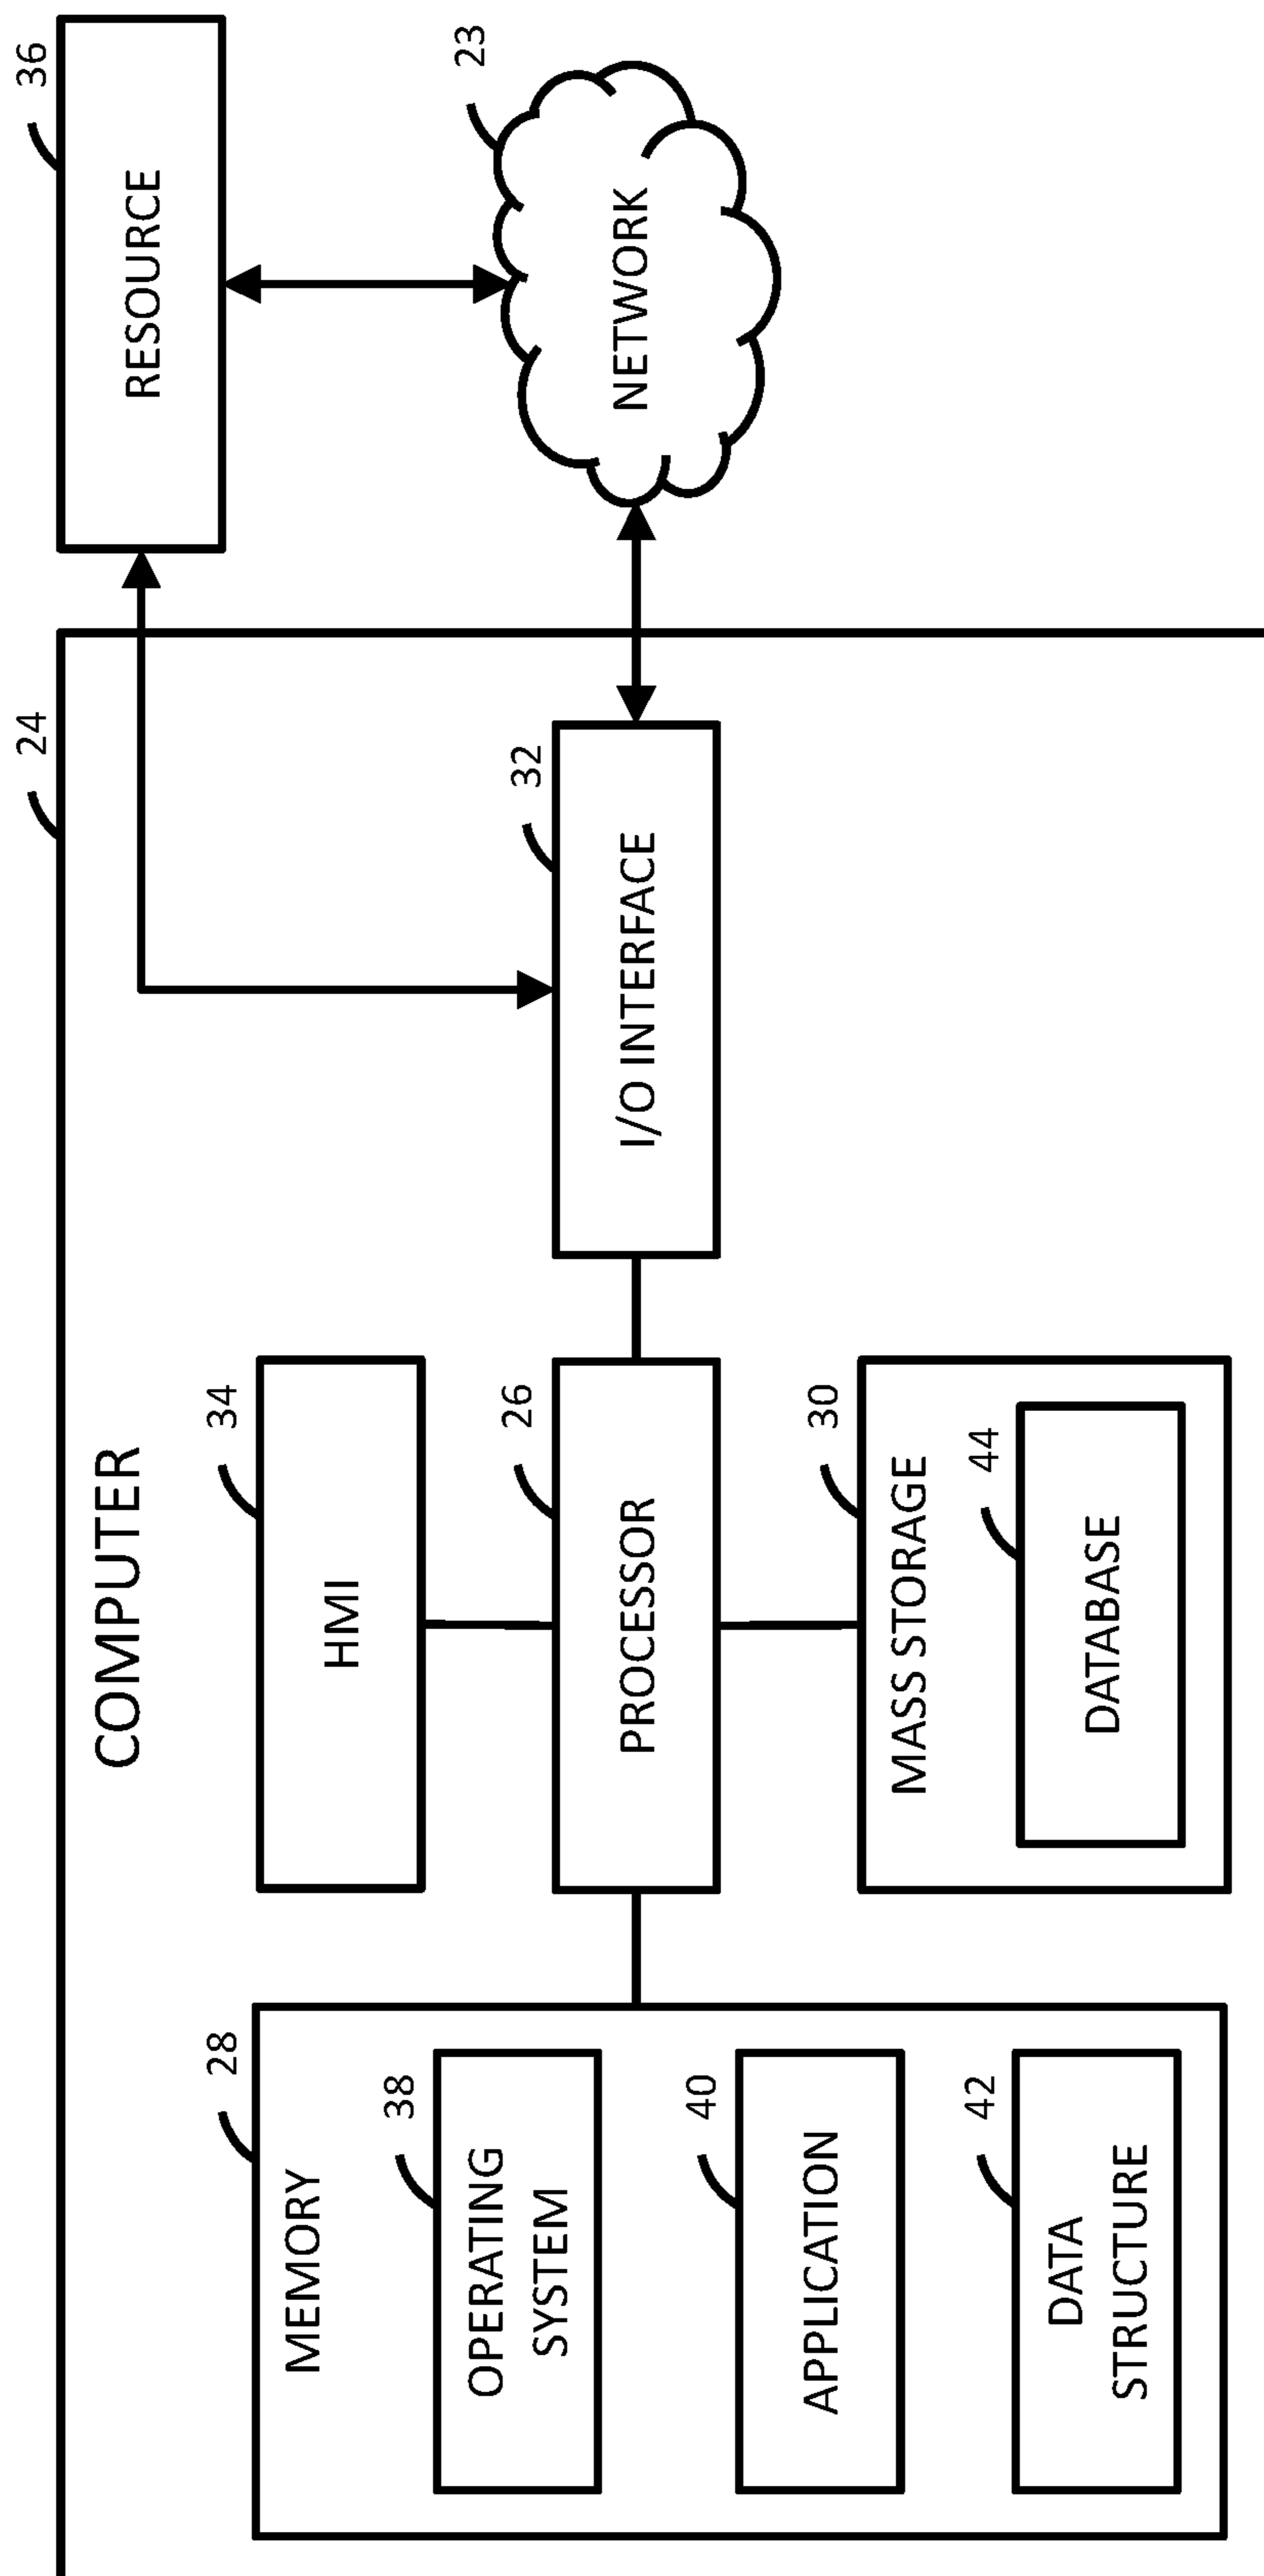 COMPUTER
24
36
MEMORY
28
OPERATING
SYSTEM
38
APPLICATION
40
DATA
STRUCTURE
42
HMI
34
PROCESSOR
26
MASS STORAGE
30
DATABASE
44
I/O INTERFACE
32
RESOURCE
NETWORK
23